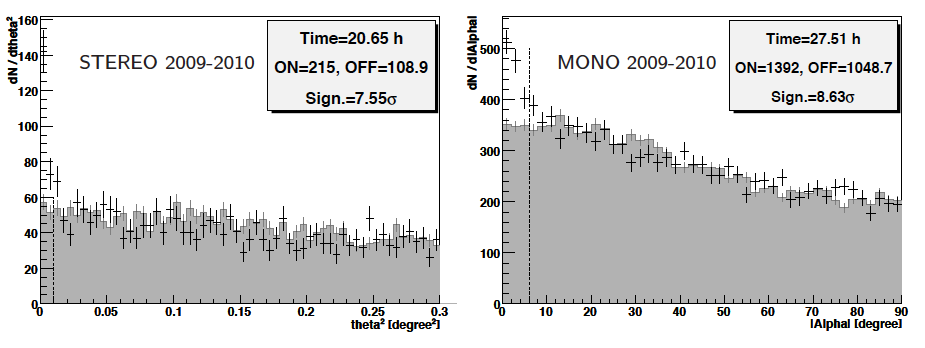 dN / dtheta²
160
140
120
100
80
60
40
20
0
STEREO 2009-2010
Time=20.65 h
ON=215, OFF=108.9
Sign.=7.55σ
0 0.05 0.1 0.15 0.2 0.25 0.3
theta² [degree²]
dN / dlAlphal
500
400
300
200
100
0
MONO 2009-2010
Time=27.51 h
ON=1392, OFF=1048.7
Sign.=8.63σ
0 10 20 30 40 50 60 70 80 90
lAlphal [degree]